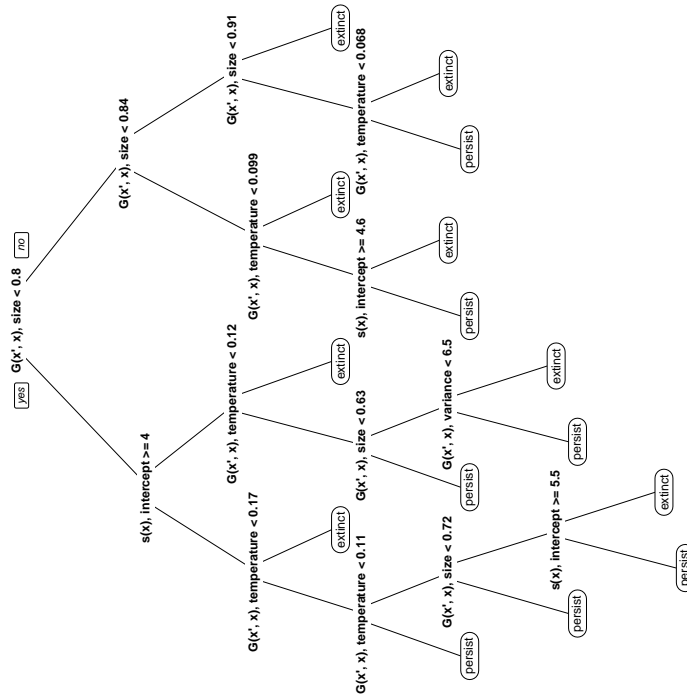 G(x', x), size < 0.8
yes
no
s(x), intercept >= 4
G(x', x), size < 0.84
G(x', x), temperature < 0.17
G(x', x), temperature < 0.12
G(x', x), temperature < 0.099
G(x', x), size < 0.91
G(x', x), temperature < 0.11
extinct
G(x', x), size < 0.63
extinct
s(x), intercept >= 4.6
extinct
G(x', x), temperature < 0.068
extinct
persist
G(x', x), size < 0.72
persist
G(x', x), variance < 6.5
persist
extinct
persist
extinct
persist
s(x), intercept >= 5.5
persist
extinct
persist
extinct